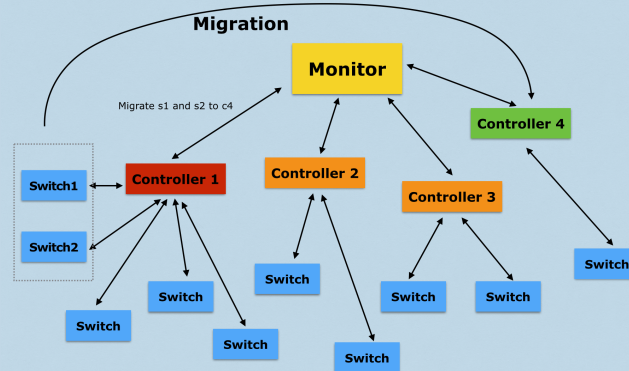 Migration
Monitor
Migrate s1 and s2 to c4
Controller 4
Switch1
Controller 1
Controller 2
Controller 3
Switch2
Switch
Switch
Switch
Switch
Switch
Switch
Switch
Switch